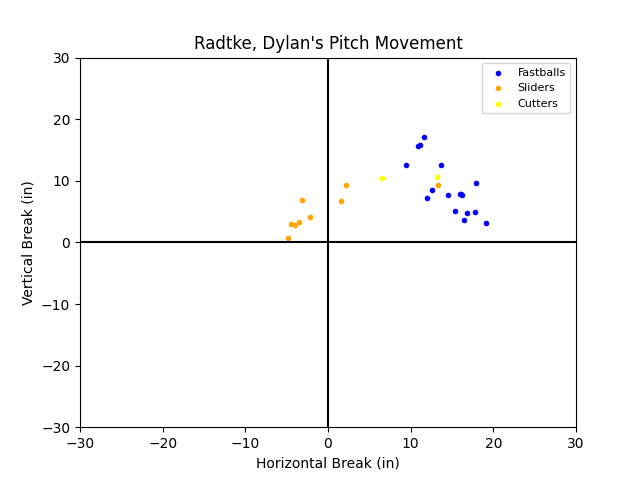 Radtke, Dylan's Pitch Movement
Fastballs
Sliders
Cutters
Vertical Break (in)
30
20
10
0
−10
−20
−30
−30 −20 −10 0 10 20 30
Horizontal Break (in)